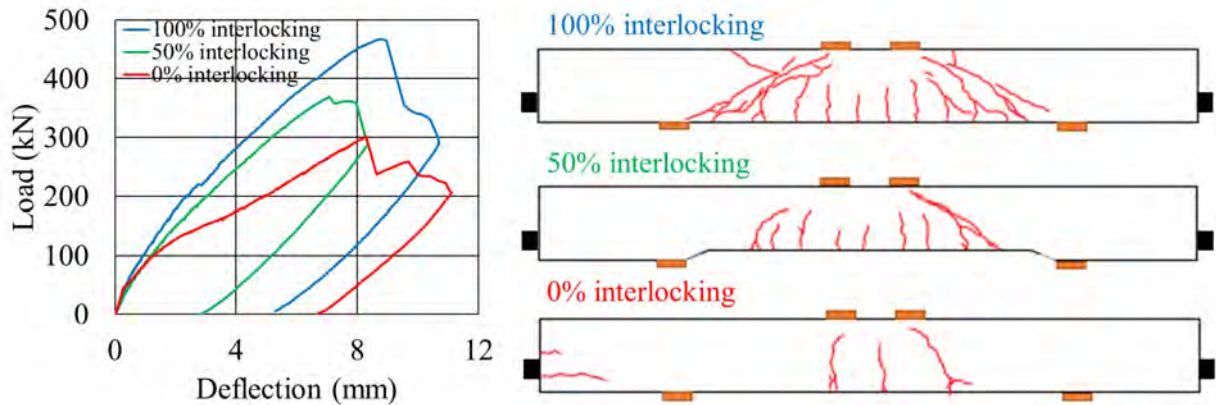 500
400
300
200
100
0
Load (kN)
100% interlocking
50% interlocking
0% interlocking
0 4 8 12
Deflection (mm)
100% interlocking
50% interlocking
0% interlocking